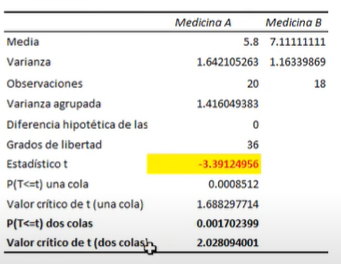 Medicina A Medicina B
Media 5.8 7.11111111
Varianza 1.642105263 1.16339869
Observaciones 20 18
Varianza agrupada 1.416049383
Diferencia hipotética de las 0
Grados de libertad 36
Estadístico t -3.39124956
P(T<=t) una cola 0.0008512
Valor crítico de t (una cola) 1.688297714
P(T<=t) dos colas 0.001702399
Valor crítico de t (dos colas) 2.028094001